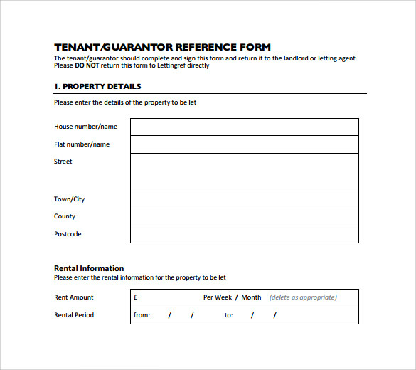 TENANT/GUARANTOR REFERENCE FORM
The tenant/guarantor should complete and sign this form and return it to the landlord or letting agent.
Please DO NOT return this form to Lettingref directly
1. PROPERTY DETAILS
Please enter the details of the property to be let
House number/name
Flat number/name
Street
Town/City
County
Postcode
Rental Information
Please enter the rental information for the property to be let
Rent Amount £ Per Week / Month (delete as appropriate)
Rental Period from: / / to: / /